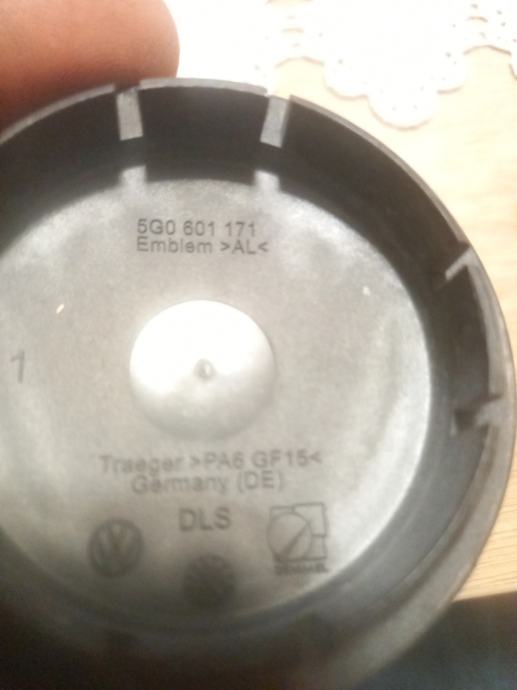 5G0 601 171
Emblem >AL<
1
Traeger >PA6 GF15<
Germany (DE)
DLS